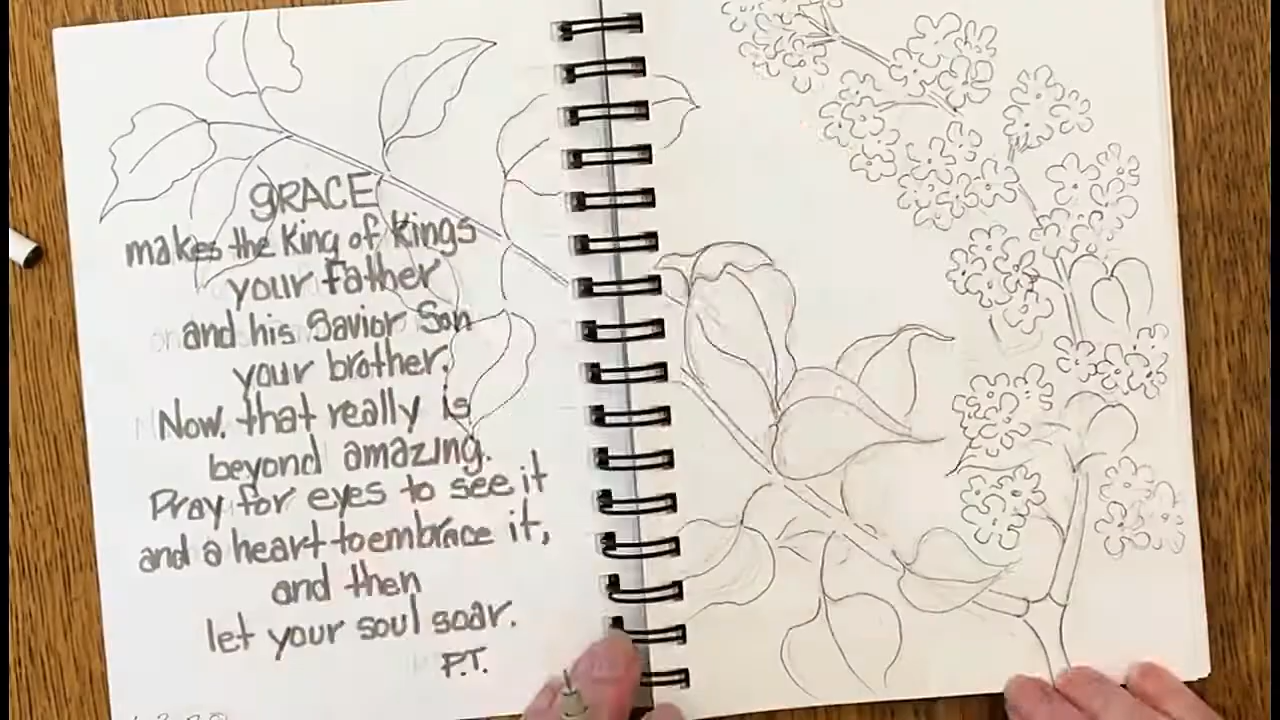 gRACE
makes the King of Kings
your Father
and his Savior Son
your brother.
Now, that really is
beyond amazing.
Pray for eyes to see it
and a heart to embrace it,
and then
let your soul soar.
P.T.